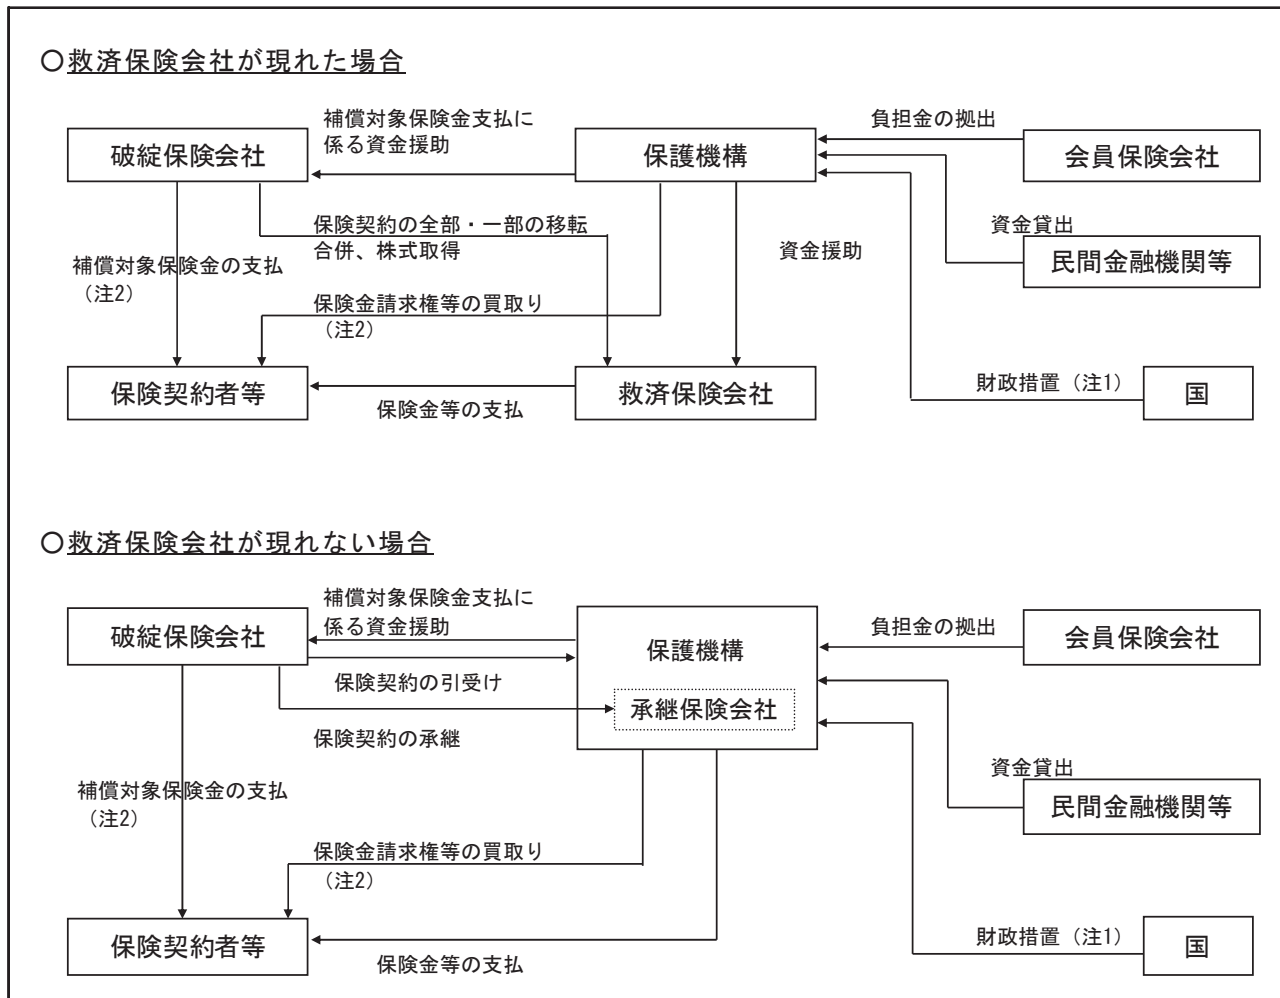 ○救済保険会社が現れた場合
補償対象保険金支払に
係る資金援助
負担金の拠出
破綻保険会社
保護機構
会員保険会社
保険契約の全部・一部の移転
合併、株式取得
資金援助
資金貸出
民間金融機関等
補償対象保険金の支払
（注2）
保険金請求権等の買取り
（注2）
保険契約者等
保険金等の支払
救済保険会社
財政措置（注1）
国
○救済保険会社が現れない場合
補償対象保険金支払に
係る資金援助
負担金の拠出
破綻保険会社
保護機構
会員保険会社
保険契約の引受け
承継保険会社
保険契約の承継
資金貸出
民間金融機関等
補償対象保険金の支払
（注2）
保険金請求権等の買取り
（注2）
保険契約者等
保険金等の支払
財政措置（注1）
国